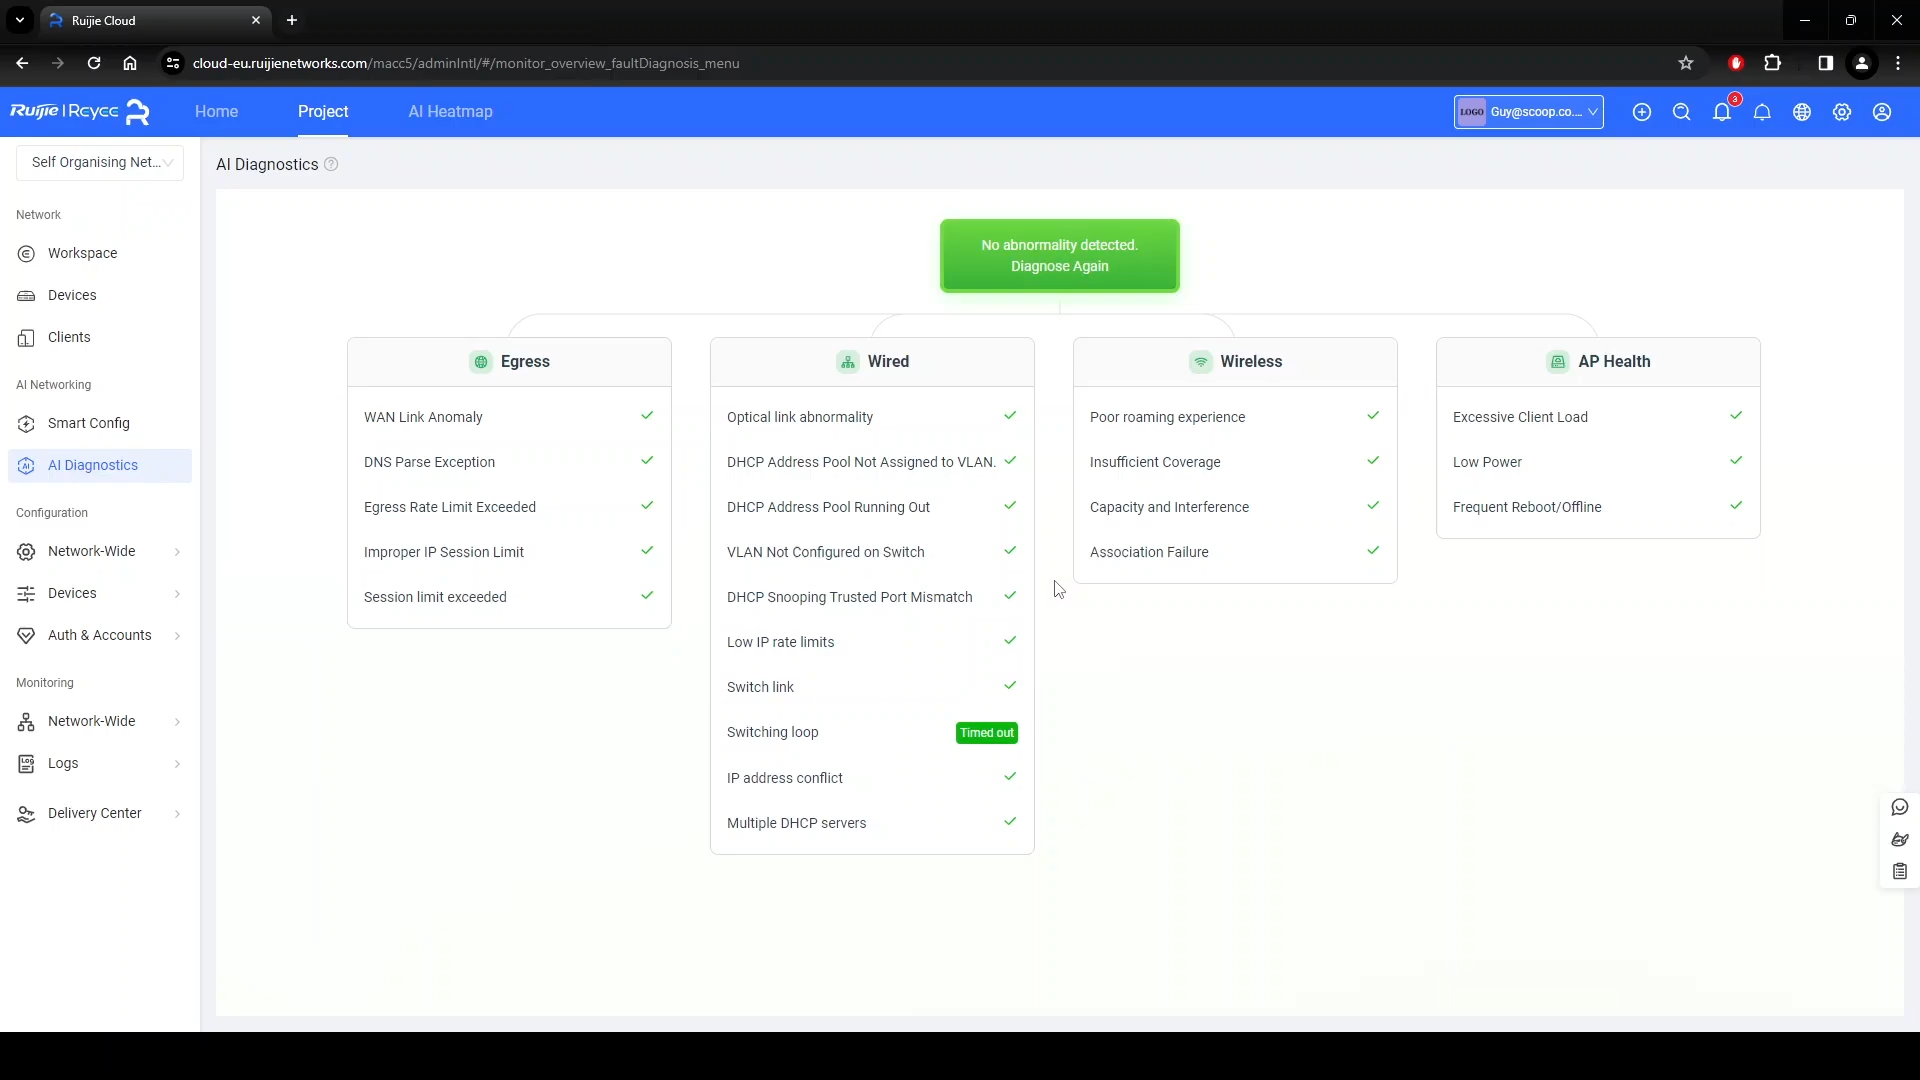 Ruijie Cloud
cloud-eu.ruijienetworks.com/macc5/adminIntl/#/monitor_overview_faultDiagnosis_menu
Ruijie | Reyee
Home
Project
AI Heatmap
LOGO
Guy@scoop.co....
3
Self Organising Net...
AI Diagnostics
Network
Workspace
Devices
Clients
AI Networking
Smart Config
AI
AI Diagnostics
Configuration
Network-Wide
Devices
Auth & Accounts
Monitoring
Network-Wide
LOG
Logs
Delivery Center
No abnormality detected.
Diagnose Again
Egress
WAN Link Anomaly
DNS Parse Exception
Egress Rate Limit Exceeded
Improper IP Session Limit
Session limit exceeded
Wired
Optical link abnormality
DHCP Address Pool Not Assigned to VLAN.
DHCP Address Pool Running Out
VLAN Not Configured on Switch
DHCP Snooping Trusted Port Mismatch
Low IP rate limits
Switch link
Switching loop
Timed out
IP address conflict
Multiple DHCP servers
Wireless
Poor roaming experience
Insufficient Coverage
Capacity and Interference
Association Failure
AP Health
Excessive Client Load
Low Power
Frequent Reboot/Offline